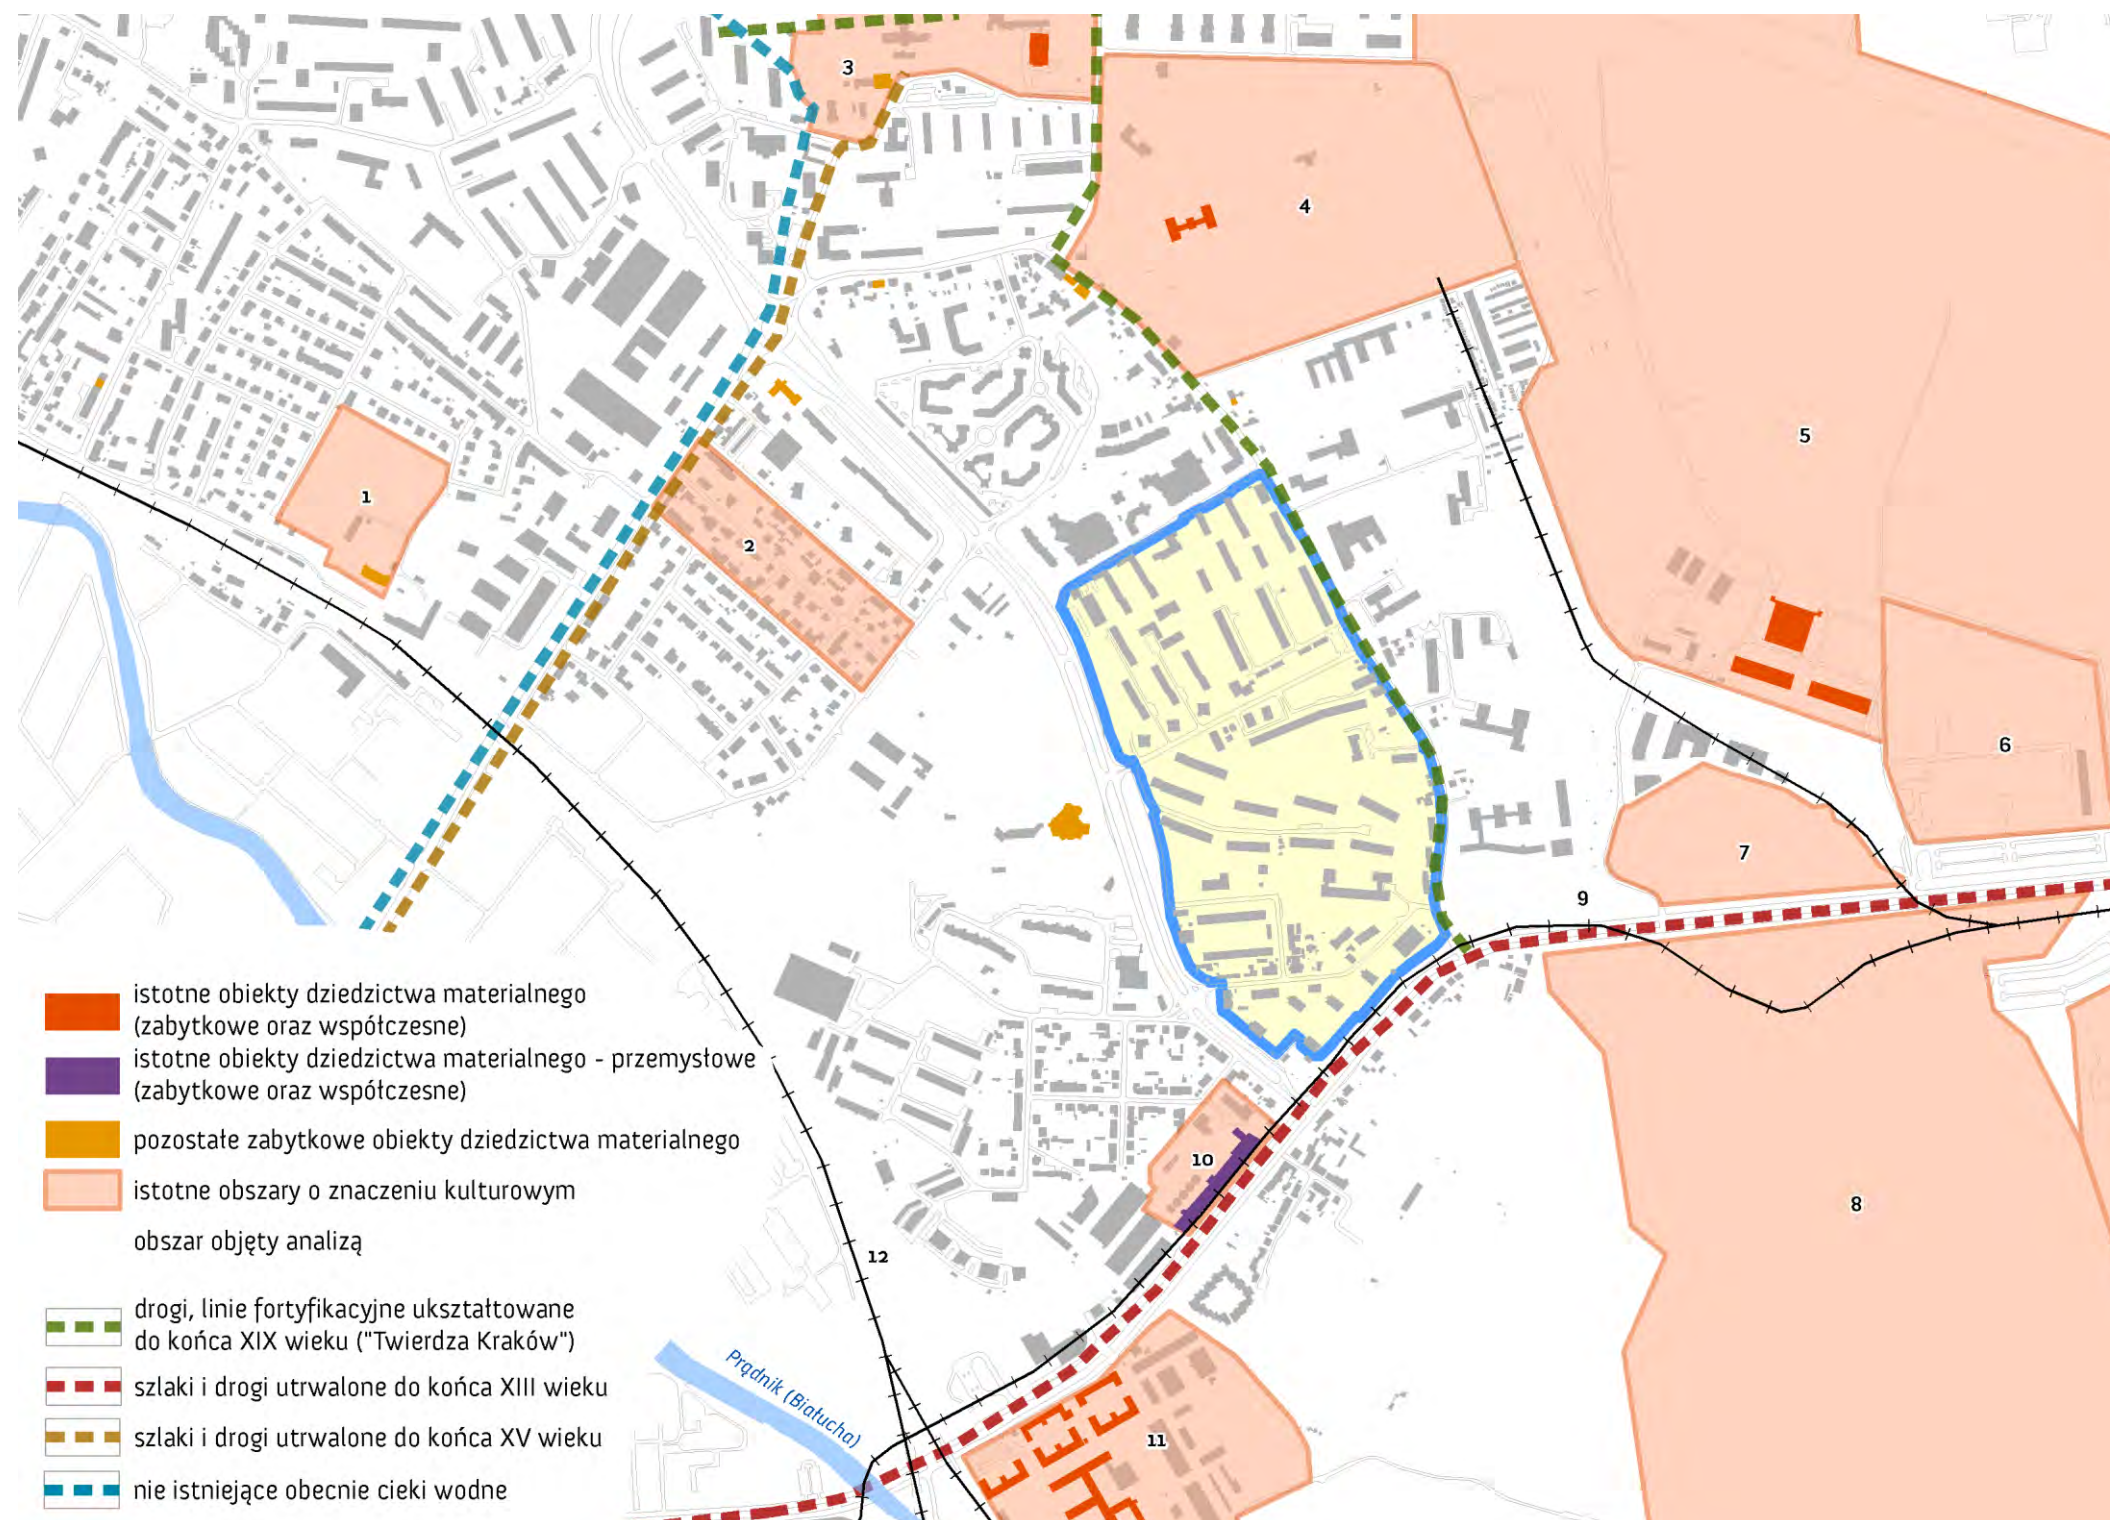 3
4
5
1
2
6
7
9
istotne obiekty dziedzictwa materialnego
(zabytkowe oraz współczesne)
istotne obiekty dziedzictwa materialnego - przemysłowe
(zabytkowe oraz współczesne)
pozostałe zabytkowe obiekty dziedzictwa materialnego
istotne obszary o znaczeniu kulturowym
obszar objęty analizą
drogi, linie fortyfikacyjne ukształtowane
do końca XIX wieku ("Twierdza Kraków")
szlaki i drogi utrwalone do końca XIII wieku
szlaki i drogi utrwalone do końca XV wieku
nie istniejące obecnie cieki wodne
10
8
12
Prądnik (Białucha)
11